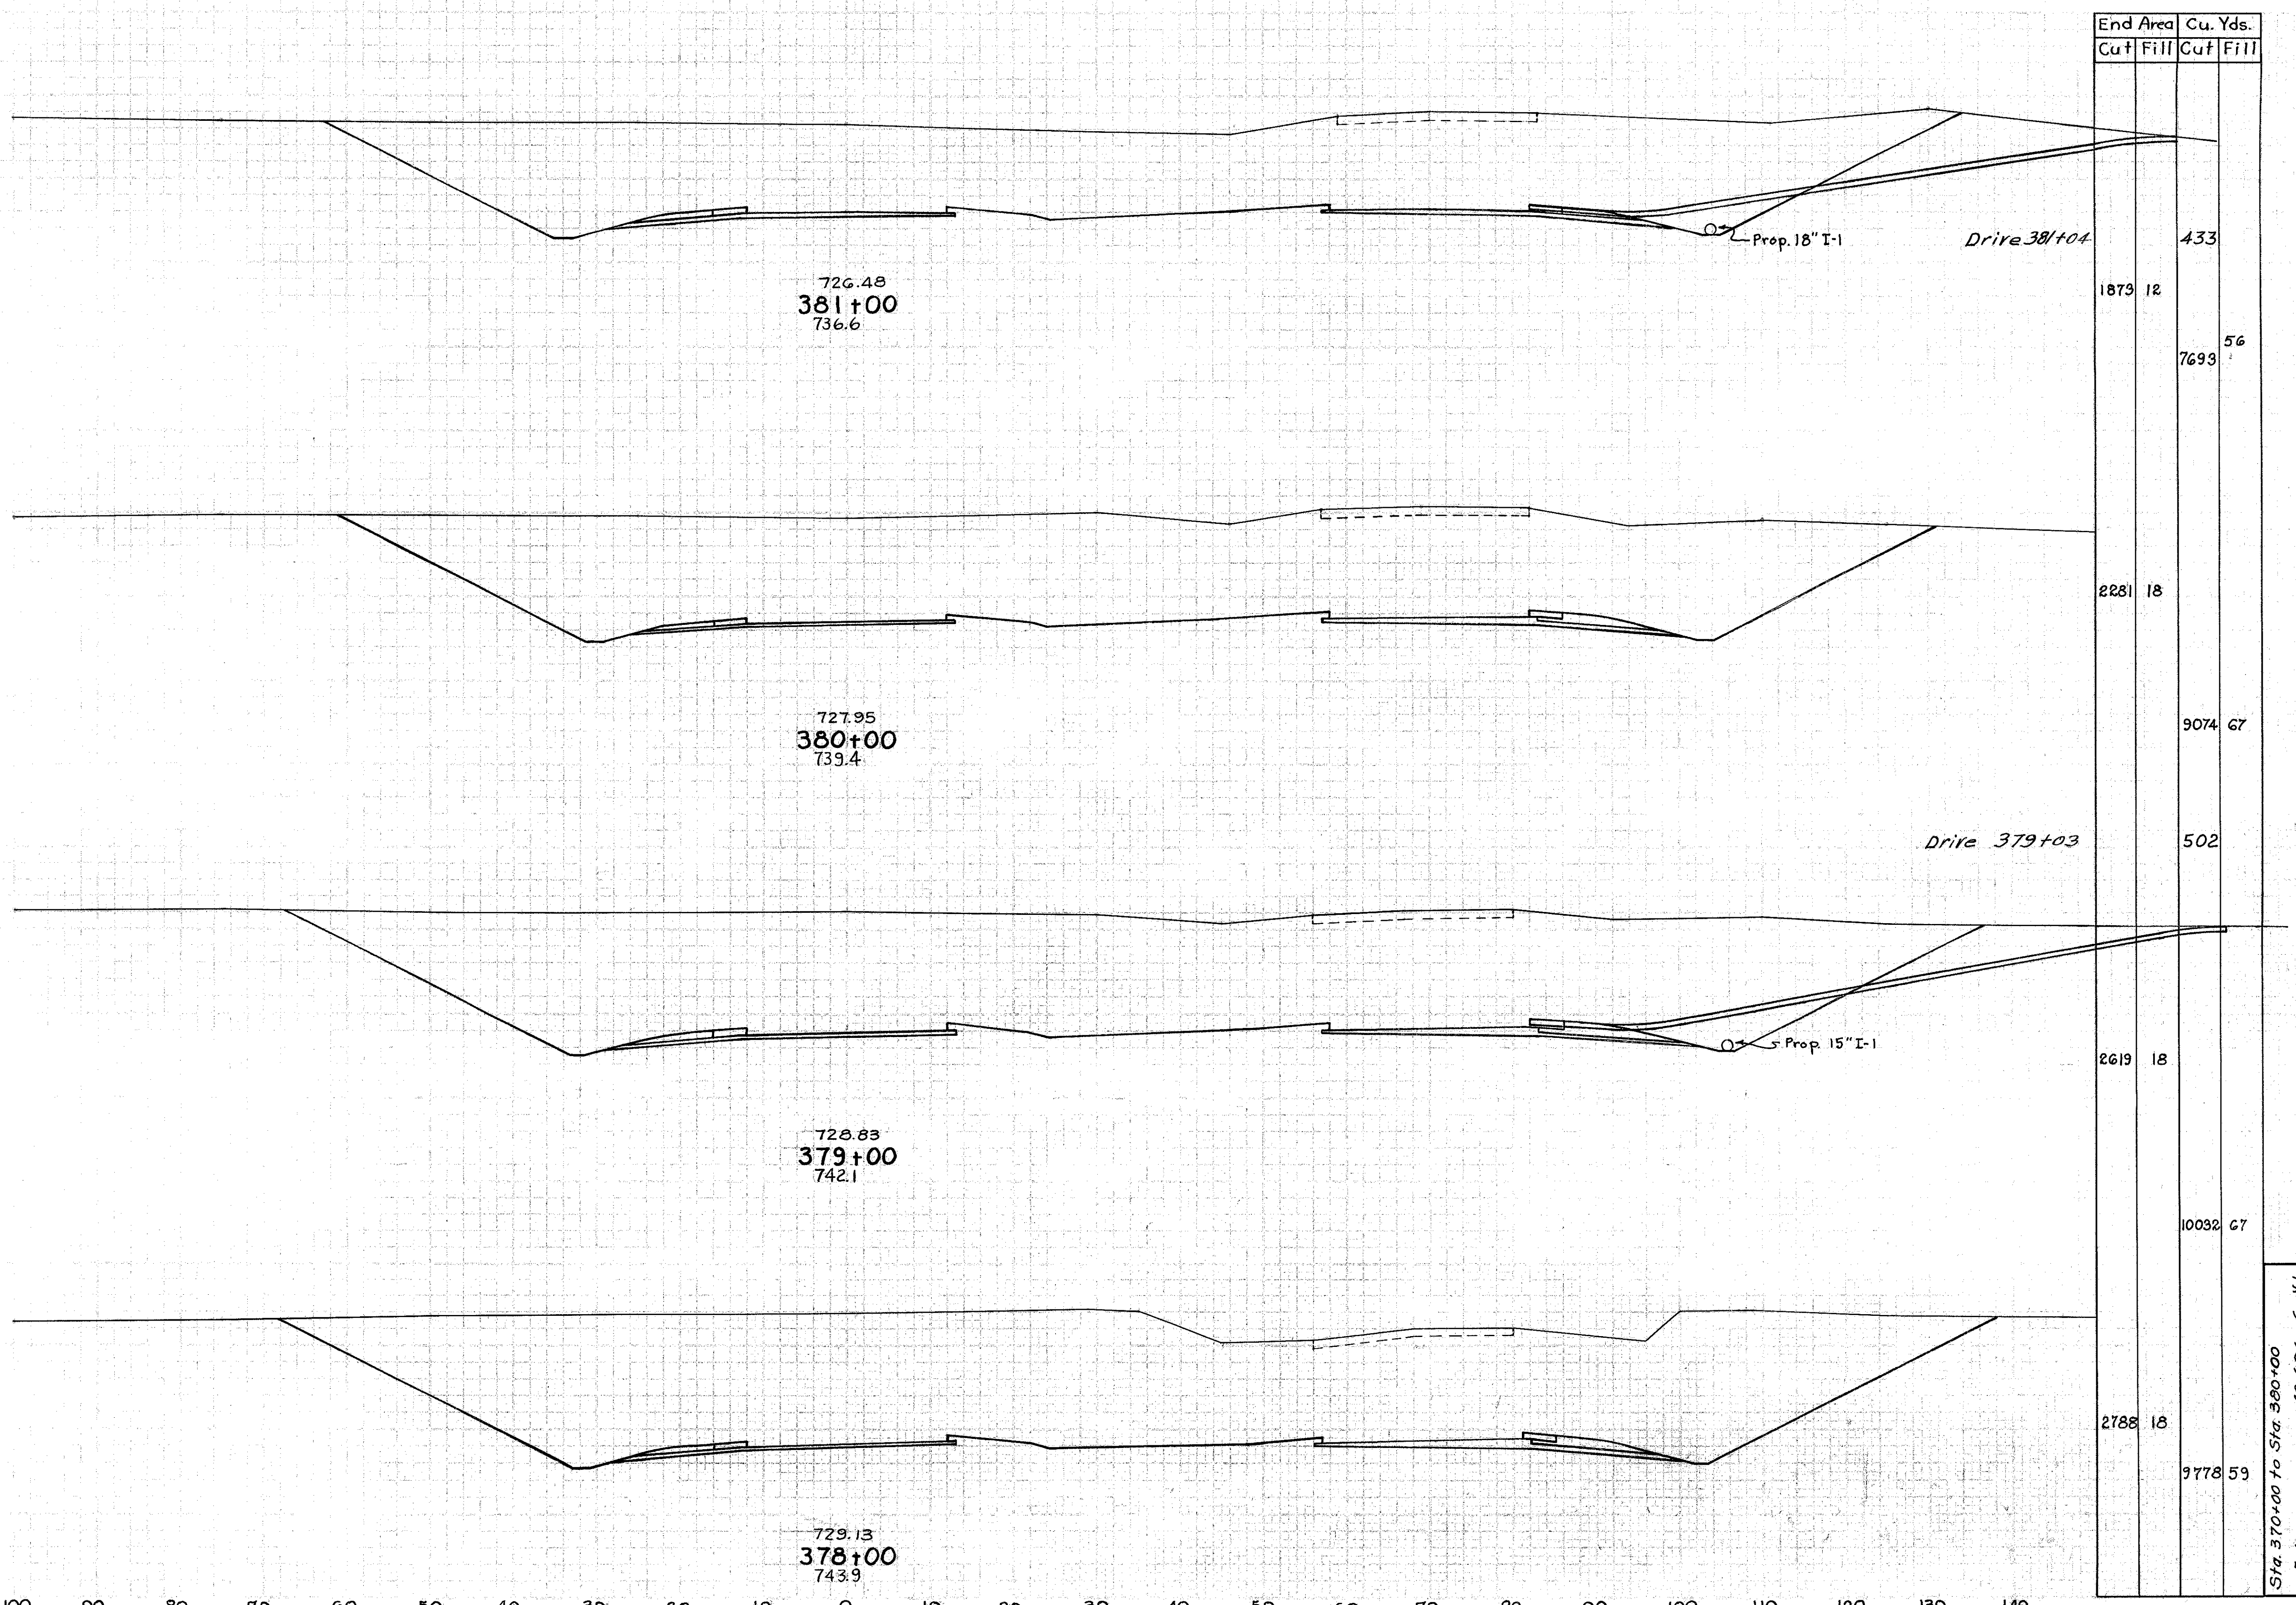 End Area Cu. Yds.
Cut Fill Cut Fill
Prop. 18" I-1
Drive 381+04 433
726.48
381+00
736.6
1873 12
56
7693
2281 18
727.95
380+00
739.4
9074 67
Drive 379+03 502
Prop. 15" I-1
2619 18
728.83
379+00
742.1
10032 67
2788 18
9778 59
729.13
378+00
743.9
Sta. 370+00 to Sta. 380+00
100 90 80 70 60 50 40 30 20 10 0 10 20 30 40 50 60 70 80 90 100 110 120 130 140